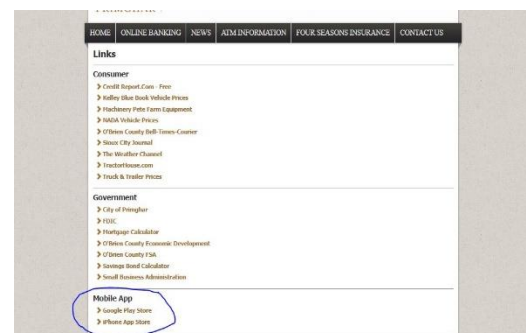 HOME ONLINE BANKING NEWS ATM INFORMATION FOUR SEASONS INSURANCE CONTACT US
Links
Consumer
Credit Report.Com - Free
Kelley Blue Book Vehicle Prices
Machinery Pete Farm Equipment
NADA Vehicle Prices
O'Brien County Bell-Times-Courier
Sioux City Journal
The Weather Channel
TractorHouse.com
Truck & Trailer Prices
Government
City of Primghar
FDIC
Mortgage Calculator
O'Brien County Economic Development
O'Brien County FSA
Savings Bond Calculator
Small Business Administration
Mobile App
Google Play Store
iPhone App Store